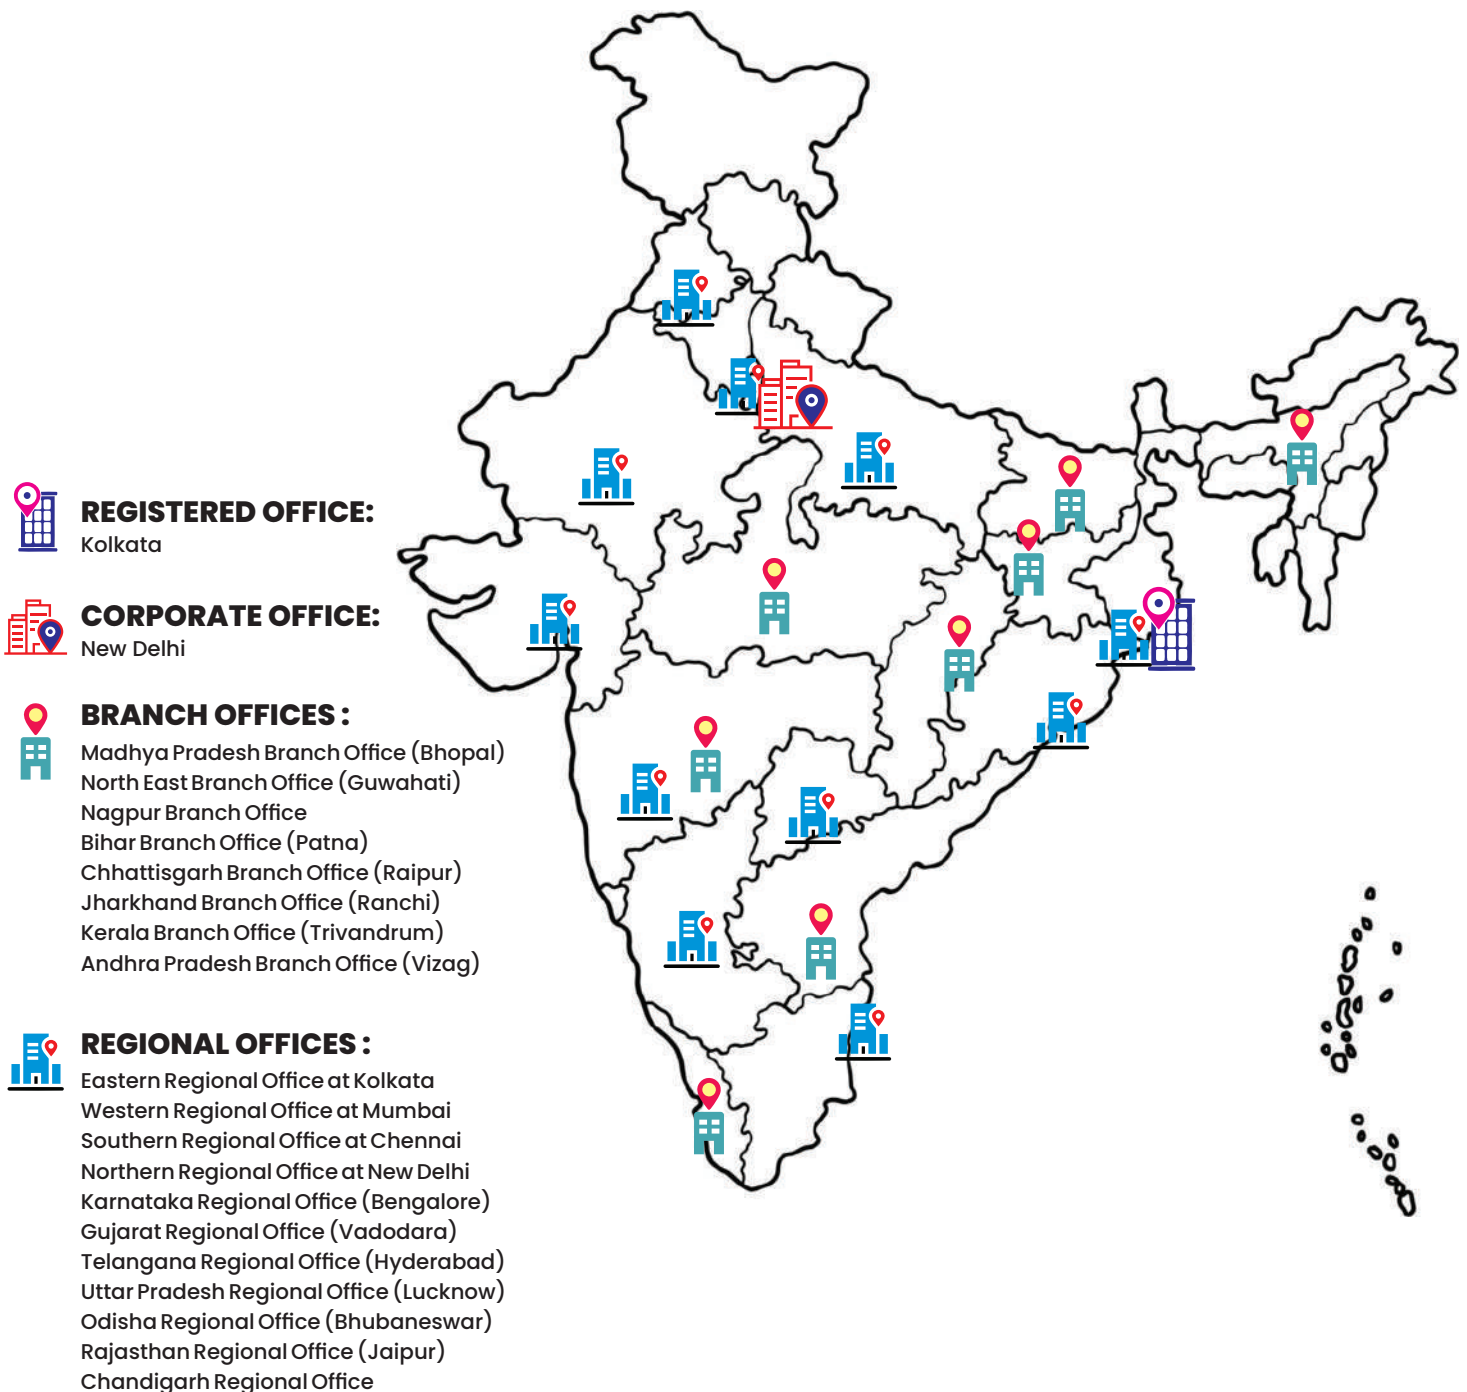 REGISTERED OFFICE:
Kolkata
CORPORATE OFFICE:
New Delhi
BRANCH OFFICES :
Madhya Pradesh Branch Office (Bhopal)
North East Branch Office (Guwahati)
Nagpur Branch Office
Bihar Branch Office (Patna)
Chhattisgarh Branch Office (Raipur)
Jharkhand Branch Office (Ranchi)
Kerala Branch Office (Trivandrum)
Andhra Pradesh Branch Office (Vizag)
REGIONAL OFFICES :
Eastern Regional Office at Kolkata
Western Regional Office at Mumbai
Southern Regional Office at Chennai
Northern Regional Office at New Delhi
Karnataka Regional Office (Bengalore)
Gujarat Regional Office (Vadodara)
Telangana Regional Office (Hyderabad)
Uttar Pradesh Regional Office (Lucknow)
Odisha Regional Office (Bhubaneswar)
Rajasthan Regional Office (Jaipur)
Chandigarh Regional Office